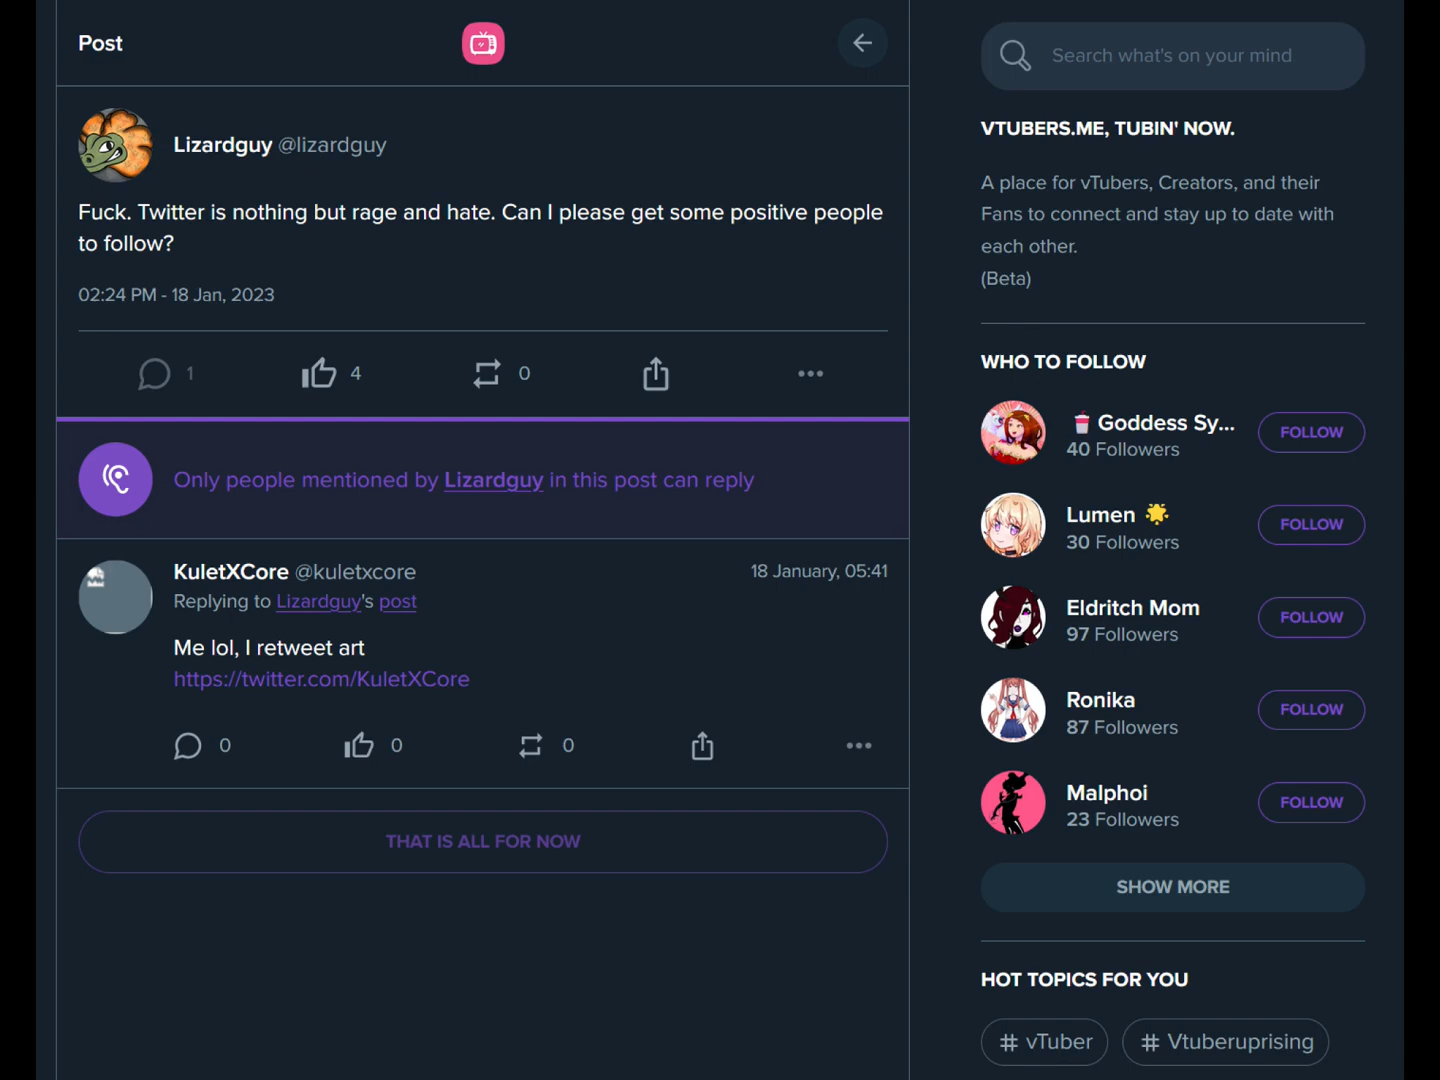 Post
Lizardguy @lizardguy
Fuck. Twitter is nothing but rage and hate. Can I please get some positive people
to follow?
02:24 PM - 18 Jan, 2023
1
4
0
Only people mentioned by Lizardguy in this post can reply
KuletXCore @kuletxcore
18 January, 05:41
Replying to Lizardguy's post
Me lol, I retweet art
https://twitter.com/KuletXCore
0
0
0
THAT IS ALL FOR NOW
Search what's on your mind
VTUBERS.ME, TUBIN' NOW.
A place for vTubers, Creators, and their
Fans to connect and stay up to date with
each other.
(Beta)
WHO TO FOLLOW
Goddess Sy...
40 Followers
FOLLOW
Lumen
30 Followers
FOLLOW
Eldritch Mom
97 Followers
FOLLOW
Ronika
87 Followers
FOLLOW
Malphoi
23 Followers
FOLLOW
SHOW MORE
HOT TOPICS FOR YOU
# vTuber
# Vtuberuprising